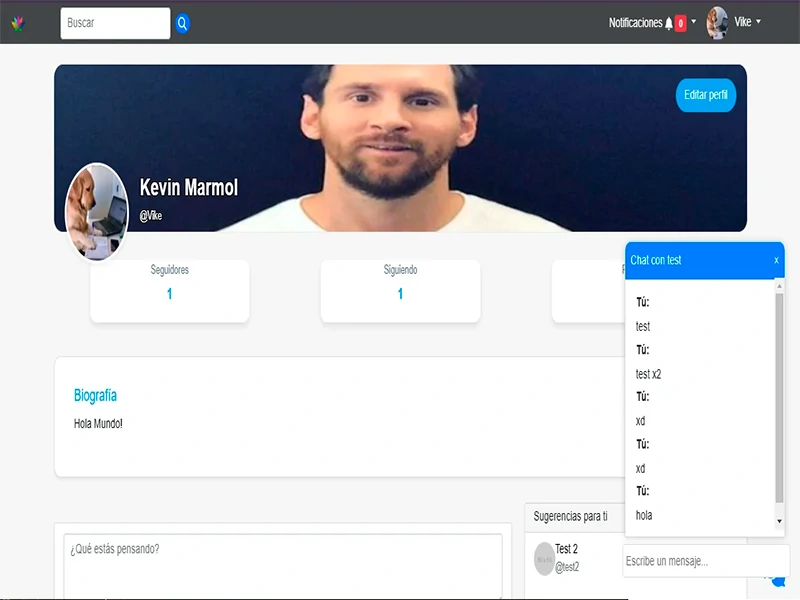 Buscar
Notificaciones 0
Vike
Editar perfil
Kevin Marmol
@Vike
Seguidores
1
Siguiendo
1
Biografía
Hola Mundo!
¿Qué estás pensando?
Sugerencias para ti
Test 2
@test2
Chat con test x
Tú:
test
Tú:
test x2
Tú:
xd
Tú:
xd
Tú:
hola
Escribe un mensaje...